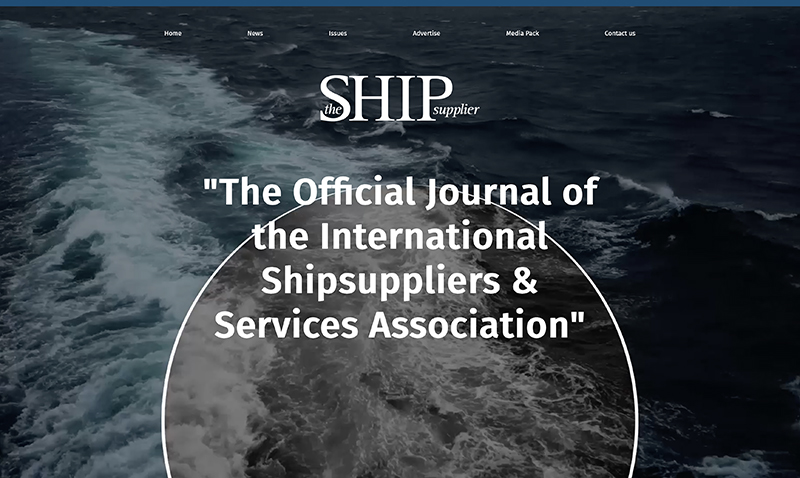 Home News Issues Advertise Media Pack Contact us
the SHIP supplier
"The Official Journal of
the International
Shipsuppliers &
Services Association"